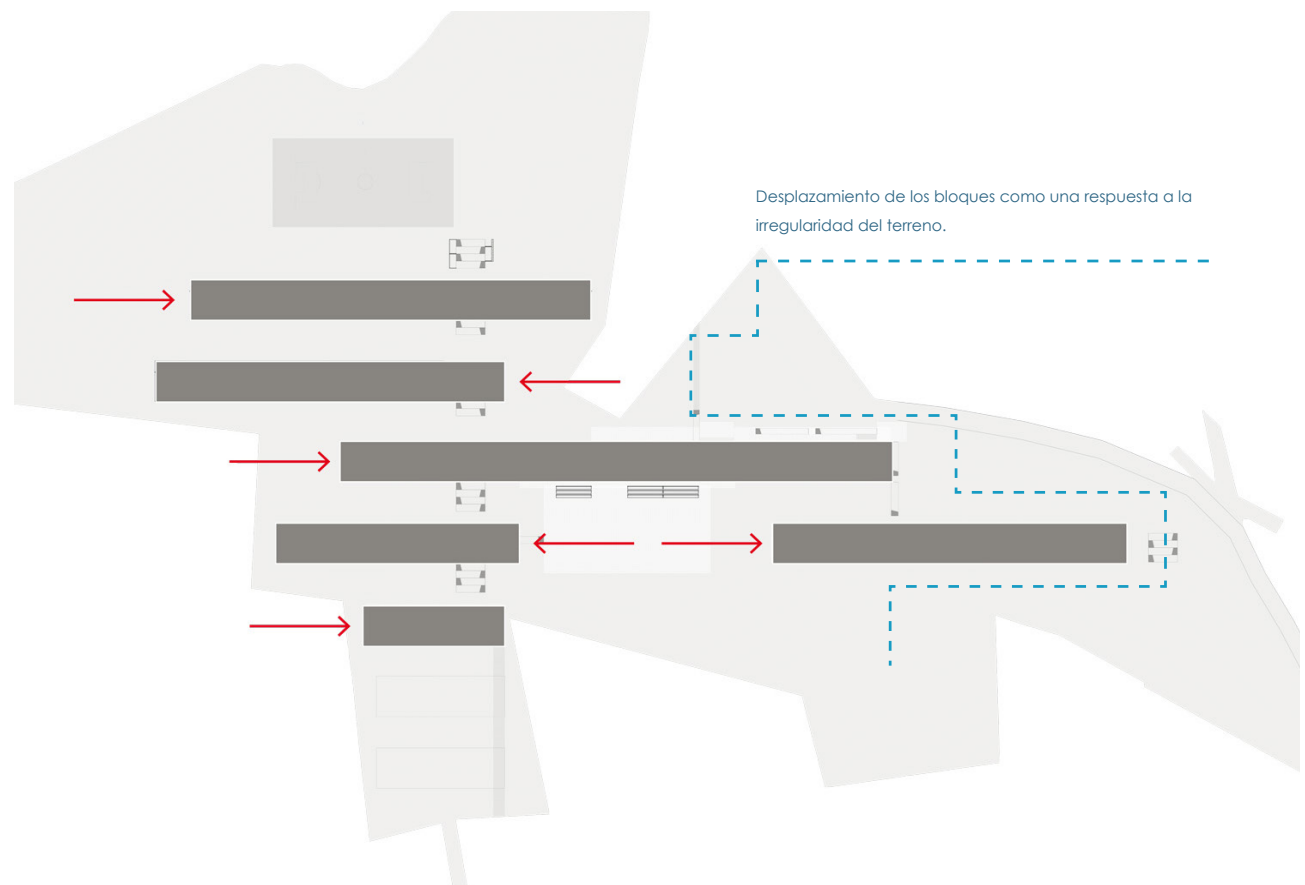 Desplazamiento de los bloques como una respuesta a la
irregularidad del terreno.